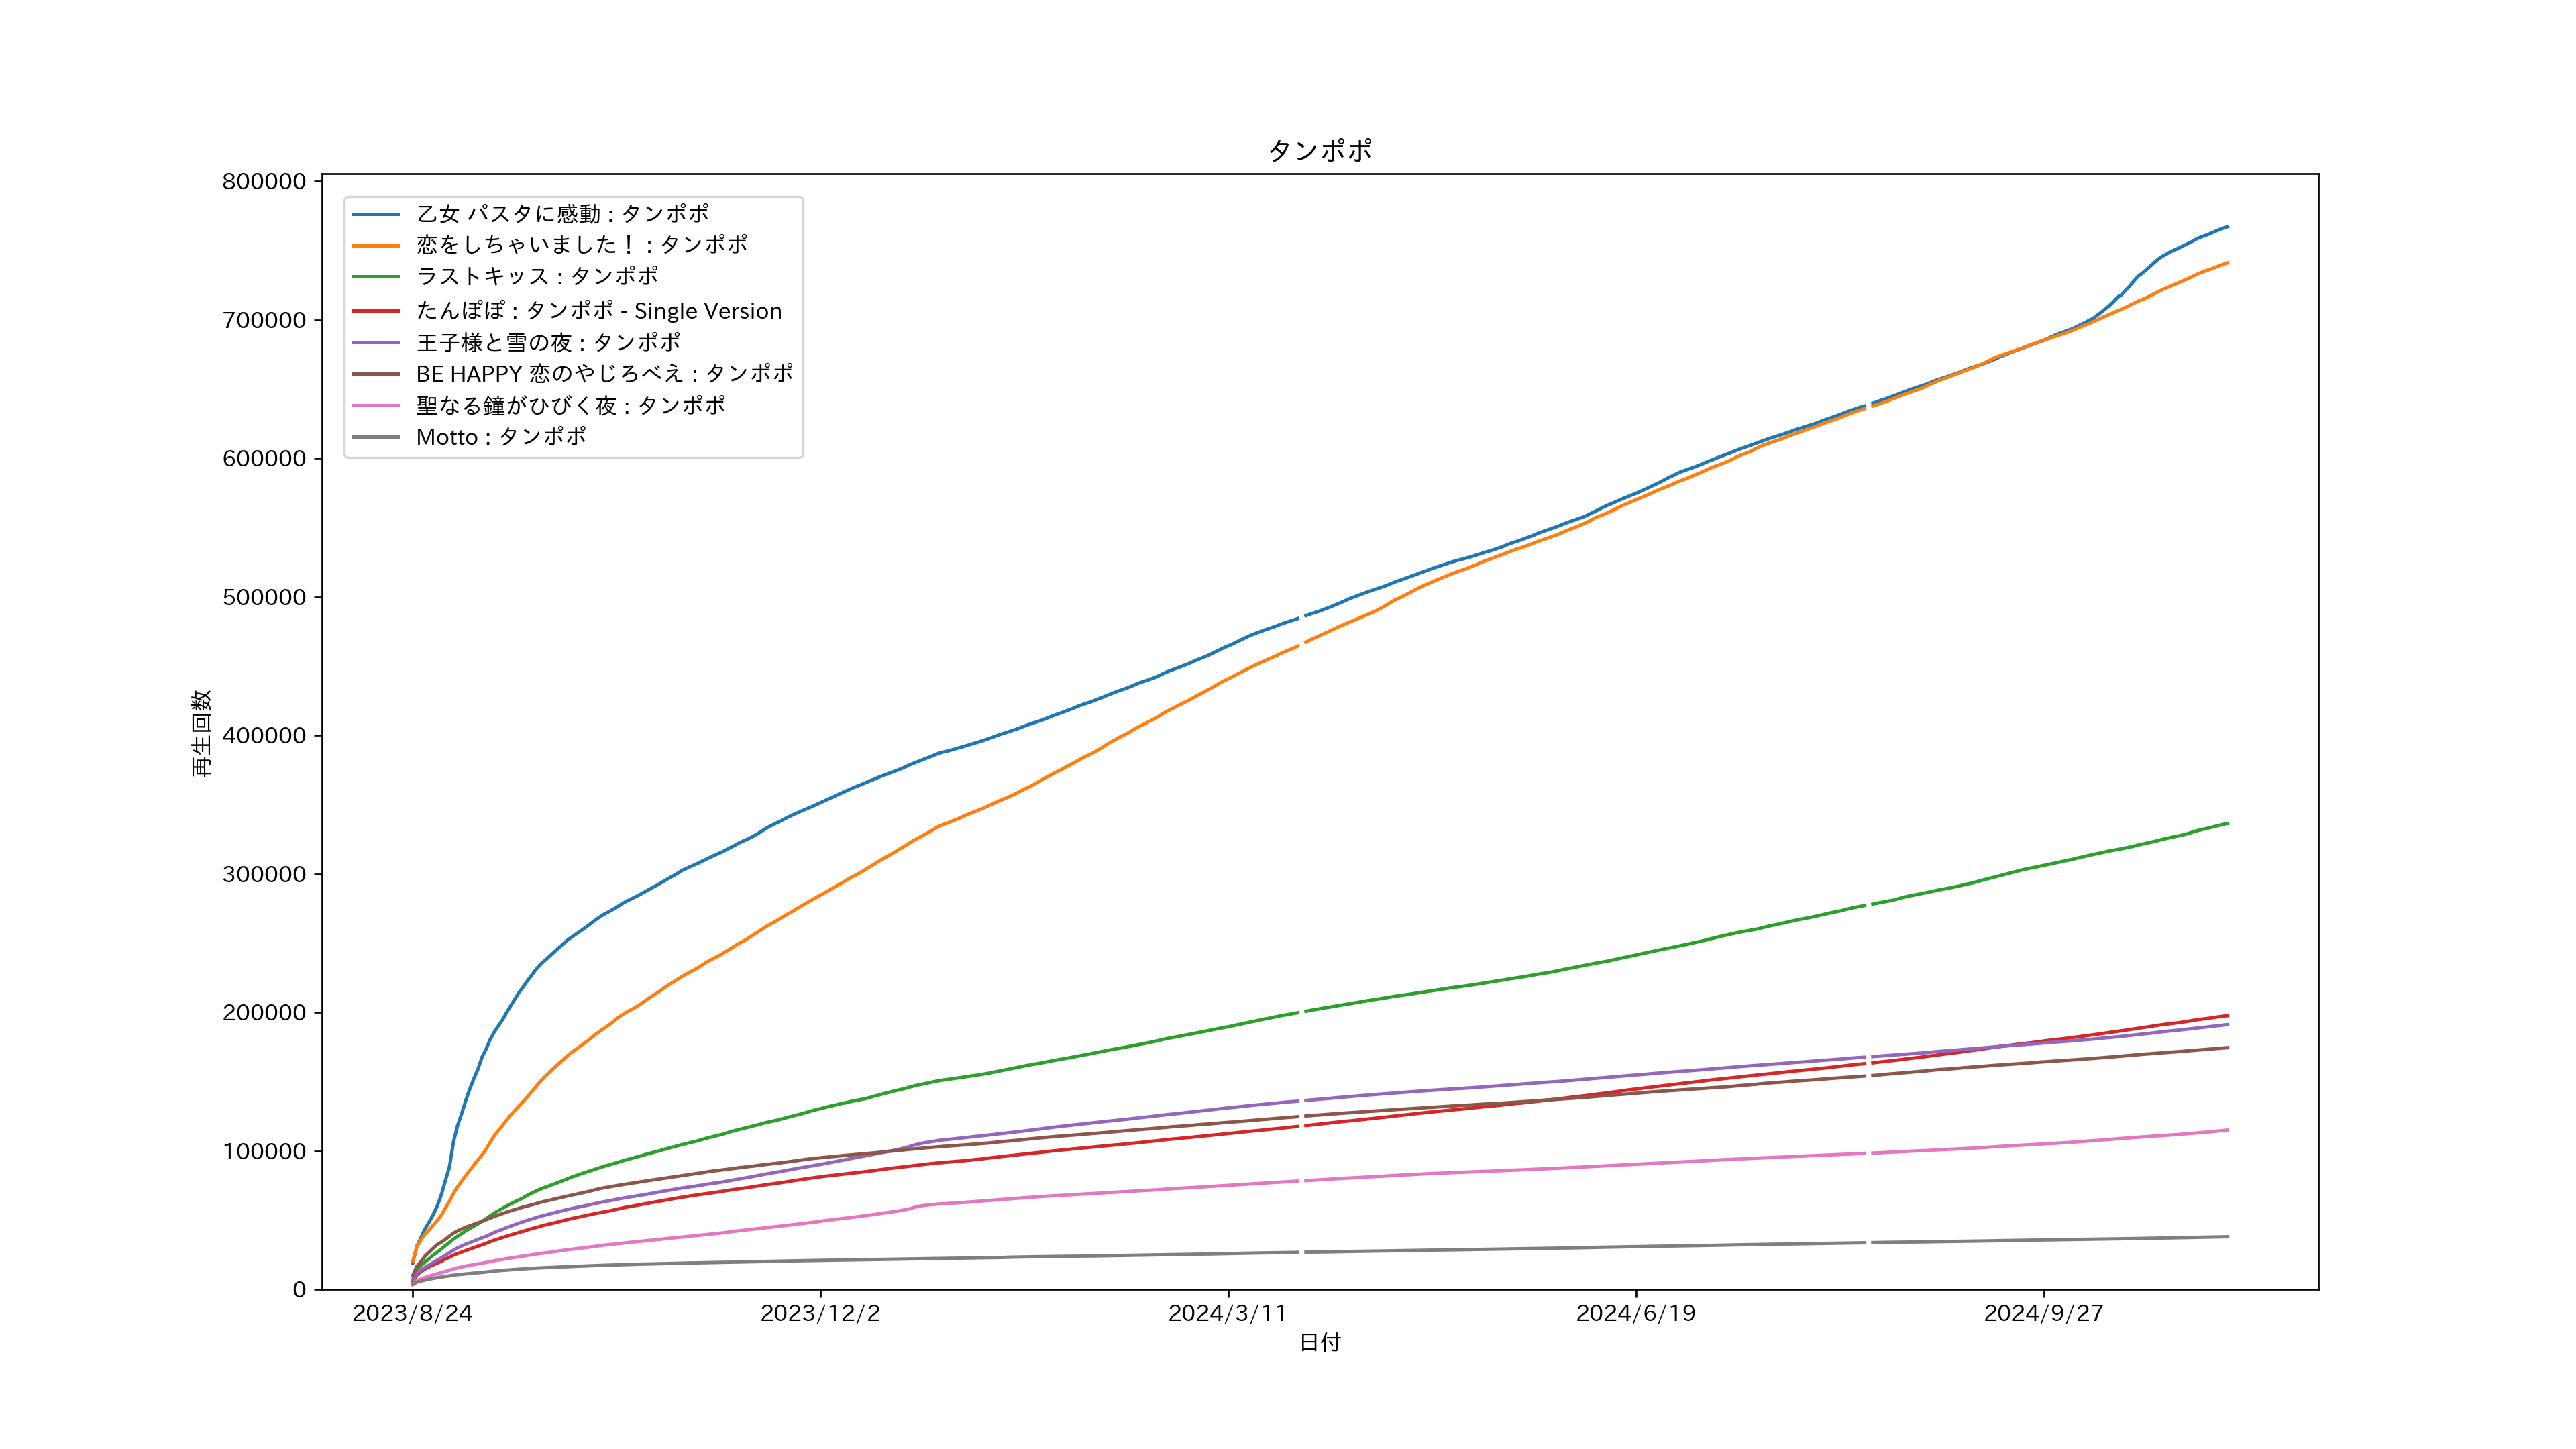 タンポポ
800000
700000
600000
500000
400000
300000
200000
100000
0
再生回数
乙女 パスタに感動 : タンポポ
恋をしちゃいました！ : タンポポ
ラストキッス : タンポポ
たんぽぽ : タンポポ - Single Version
王子様と雪の夜 : タンポポ
BE HAPPY 恋のやじろべえ : タンポポ
聖なる鐘がひびく夜 : タンポポ
Motto : タンポポ
2023/8/24
2023/12/2
2024/3/11
2024/6/19
2024/9/27
日付